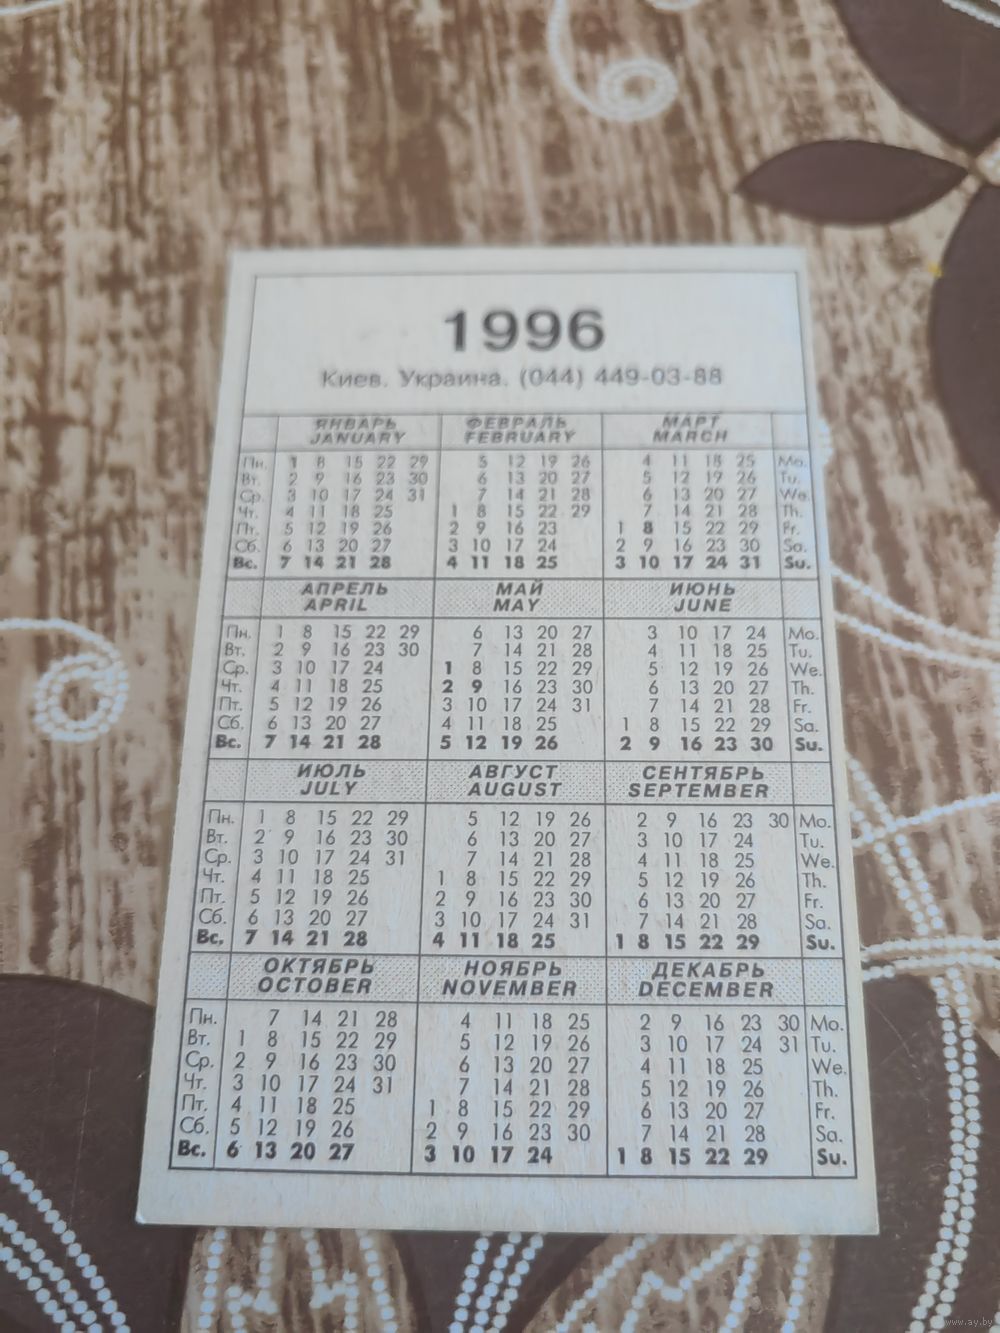 1996
Киев. Украина. (044) 449-03-88
ЯНВАРЬ ФЕВРАЛЬ МАРТ
JANUARY FEBRUARY MARCH
Пн. 1 8 15 22 29 5 12 19 26 4 11 18 25 Mo.
Вт. 2 9 16 23 30 6 13 20 27 5 12 19 26 Tu.
Ср. 3 10 17 24 31 7 14 21 28 6 13 20 27 We.
Чт. 4 11 18 25 1 8 15 22 29 7 14 21 28 Th.
Пт. 5 12 19 26 2 9 16 23 1 8 15 22 29 Fr.
Сб. 6 13 20 27 3 10 17 24 2 9 16 23 30 Sa.
Вс. 7 14 21 28 4 11 18 25 3 10 17 24 31 Su.
АПРЕЛЬ МАЙ ИЮНЬ
APRIL MAY JUNE
Пн. 1 8 15 22 29 6 13 20 27 3 10 17 24 Mo.
Вт. 2 9 16 23 30 7 14 21 28 4 11 18 25 Tu.
Ср. 3 10 17 24 1 8 15 22 29 5 12 19 26 We.
Чт. 4 11 18 25 2 9 16 23 30 6 13 20 27 Th.
Пт. 5 12 19 26 3 10 17 24 31 7 14 21 28 Fr.
Сб. 6 13 20 27 4 11 18 25 1 8 15 22 29 Sa.
Вс. 7 14 21 28 5 12 19 26 2 9 16 23 30 Su.
ИЮЛЬ АВГУСТ СЕНТЯБРЬ
JULY AUGUST SEPTEMBER
Пн. 1 8 15 22 29 5 12 19 26 2 9 16 23 30 Mo.
Вт. 2 9 16 23 30 6 13 20 27 3 10 17 24 Tu.
Ср. 3 10 17 24 31 7 14 21 28 4 11 18 25 We.
Чт. 4 11 18 25 1 8 15 22 29 5 12 19 26 Th.
Пт. 5 12 19 26 2 9 16 23 30 6 13 20 27 Fr.
Сб. 6 13 20 27 3 10 17 24 31 7 14 21 28 Sa.
Вс. 7 14 21 28 4 11 18 25 1 8 15 22 29 Su.
ОКТЯБРЬ НОЯБРЬ ДЕКАБРЬ
OCTOBER NOVEMBER DECEMBER
Пн. 7 14 21 28 4 11 18 25 2 9 16 23 30 Mo.
Вт. 1 8 15 22 29 5 12 19 26 3 10 17 24 31 Tu.
Ср. 2 9 16 23 30 6 13 20 27 4 11 18 25 We.
Чт. 3 10 17 24 31 7 14 21 28 5 12 19 26 Th.
Пт. 4 11 18 25 1 8 15 22 29 6 13 20 27 Fr.
Сб. 5 12 19 26 2 9 16 23 30 7 14 21 28 Sa.
Вс. 6 13 20 27 3 10 17 24 1 8 15 22 29 Su.
www.ay.by